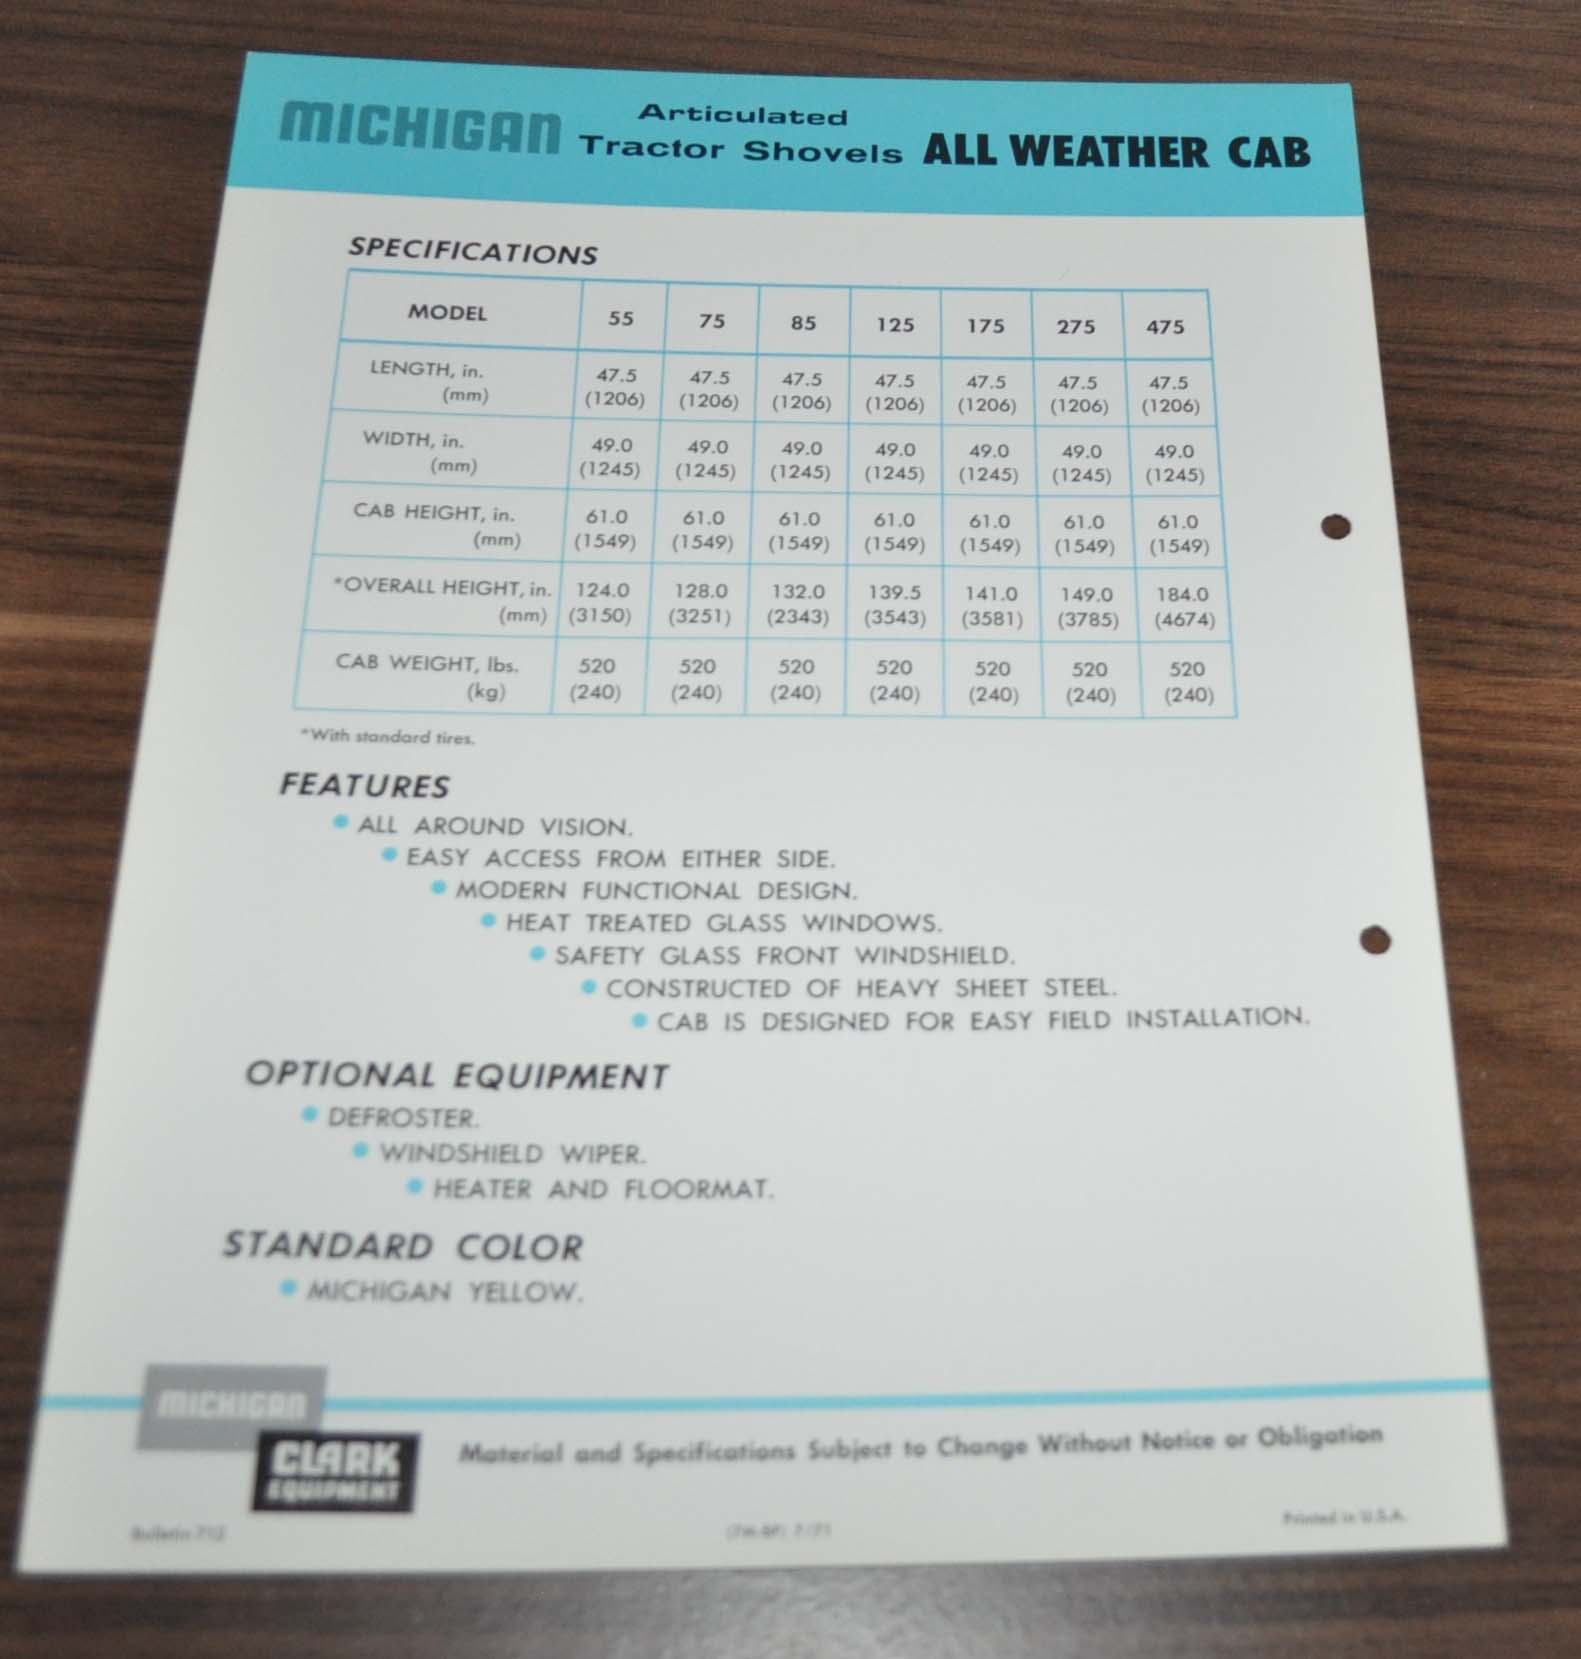 MICHIGAN Articulated Tractor Shovels ALL WEATHER CAB
SPECIFICATIONS
MODEL 55 75 85 125 175 275 475
LENGTH, in. 47.5 47.5 47.5 47.5 47.5 47.5 47.5
(mm) (1206) (1206) (1206) (1206) (1206) (1206) (1206)
WIDTH, in. 49.0 49.0 49.0 49.0 49.0 49.0 49.0
(mm) (1245) (1245) (1245) (1245) (1245) (1245) (1245)
CAB HEIGHT, in. 61.0 61.0 61.0 61.0 61.0 61.0 61.0
(mm) (1549) (1549) (1549) (1549) (1549) (1549) (1549)
*OVERALL HEIGHT, in. 124.0 128.0 132.0 139.5 141.0 149.0 184.0
(mm) (3150) (3251) (2343) (3543) (3581) (3785) (4674)
CAB WEIGHT, lbs. 520 520 520 520 520 520 520
(kg) (240) (240) (240) (240) (240) (240) (240)
*With standard tires.
FEATURES
• ALL AROUND VISION.
• EASY ACCESS FROM EITHER SIDE.
• MODERN FUNCTIONAL DESIGN.
• HEAT TREATED GLASS WINDOWS.
• SAFETY GLASS FRONT WINDSHIELD.
• CONSTRUCTED OF HEAVY SHEET STEEL.
• CAB IS DESIGNED FOR EASY FIELD INSTALLATION.
OPTIONAL EQUIPMENT
• DEFROSTER.
• WINDSHIELD WIPER.
• HEATER AND FLOORMAT.
STANDARD COLOR
• MICHIGAN YELLOW.
MICHIGAN
CLARK
EQUIPMENT
Material and Specifications Subject to Change Without Notice or Obligation
Bulletin 712
7/71
Printed in U.S.A.